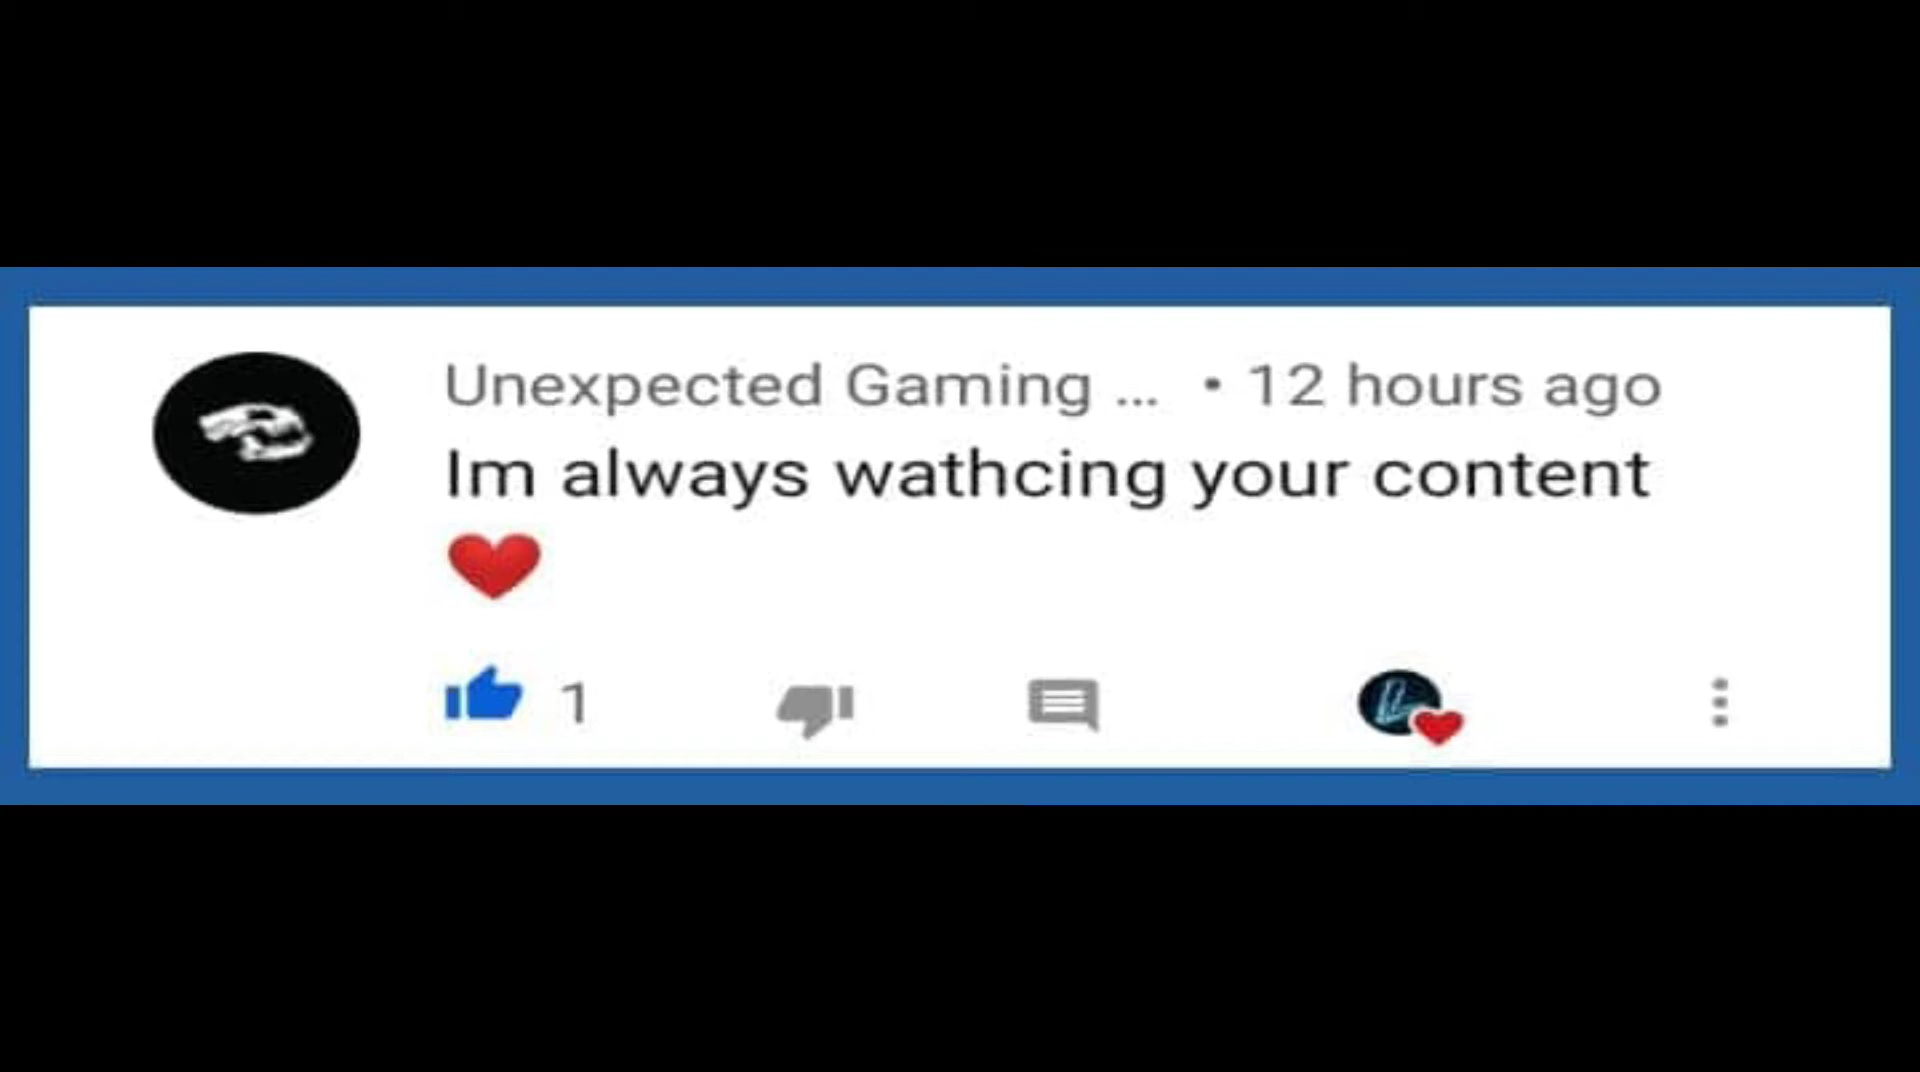 Unexpected Gaming ... • 12 hours ago
Im always wathcing your content
❤️
1